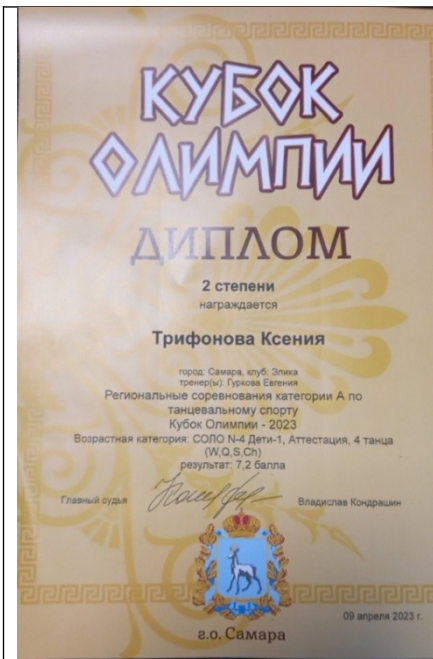 КУБОК
ОЛИМПИИ
ДИПЛОМ
2 степени
награждается
Трифонова Ксения
город: Самара, клуб: Элика
тренер(ы): Гуркова Евгения
Региональные соревнования категории А по
танцевальному спорту
Кубок Олимпии - 2023
Возрастная категория: СОЛО N-4 Дети-1, Аттестация, 4 танца
(W,Q,S,Ch)
результат: 7,2 балла
Главный судья Владислав Кондрашин
09 апреля 2023 г.
г.о. Самара